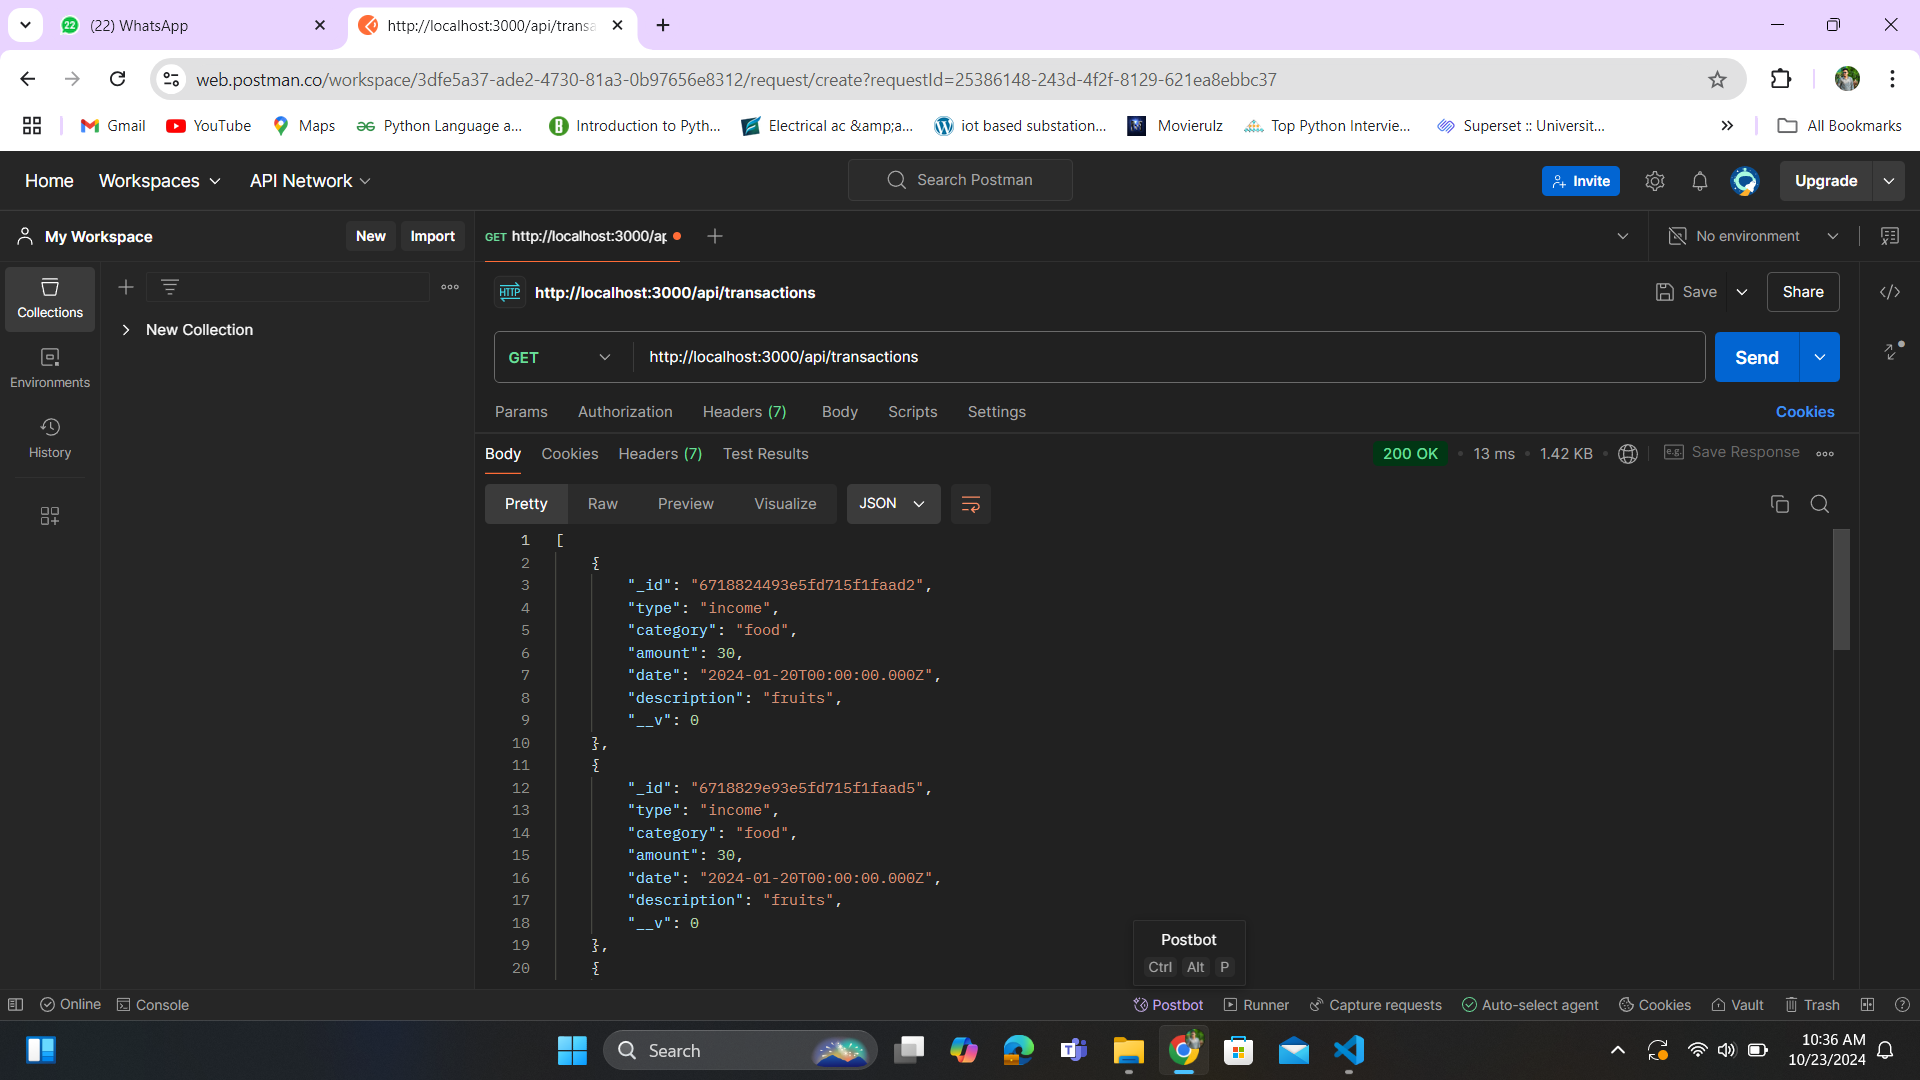 22
(22) WhatsApp
http://localhost:3000/api/transa
web.postman.co/workspace/3dfe5a37-ade2-4730-81a3-0b97656e8312/request/create?requestId=25386148-243d-4f2f-8129-621ea8ebbc37
Gmail
YouTube
Maps
Python Language a...
Introduction to Pyth...
Electrical ac &amp;a...
iot based substation...
Movierulz
Top Python Intervie...
Superset :: Universit...
All Bookmarks
Home
Workspaces
API Network
Search Postman
Invite
Upgrade
My Workspace
New
Import
GET http://localhost:3000/ap
No environment
Collections
New Collection
HTTP
http://localhost:3000/api/transactions
Save
Share
Environments
GET
http://localhost:3000/api/transactions
Send
History
Params
Authorization
Headers (7)
Body
Scripts
Settings
Cookies
Body
Cookies
Headers (7)
Test Results
200 OK
13 ms
1.42 KB
e.g.
Save Response
Pretty
Raw
Preview
Visualize
JSON
1 [
2 {
3 "_id": "6718824493e5fd715f1faad2",
4 "type": "income",
5 "category": "food",
6 "amount": 30,
7 "date": "2024-01-20T00:00:00.000Z",
8 "description": "fruits",
9 "__v": 0
10 },
11 {
12 "_id": "6718829e93e5fd715f1faad5",
13 "type": "income",
14 "category": "food",
15 "amount": 30,
16 "date": "2024-01-20T00:00:00.000Z",
17 "description": "fruits",
18 "__v": 0
19 },
20 {
Postbot
Ctrl Alt P
Online
Console
Postbot
Runner
Capture requests
Auto-select agent
Cookies
Vault
Trash
Search
10:36 AM
10/23/2024